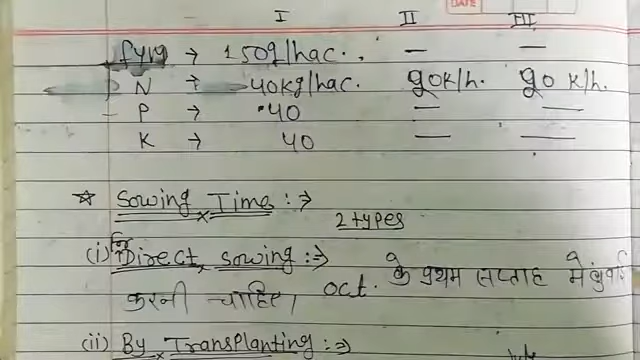 DATE
I II III
fym → 150q/hac. . — —
N → 40kg/hac. 90k/h. 90 k/h.
P → 40 — —
K → 40 — —
☆ Sowing Time :→
2 types
(i) Direct sowing :→
oct. के प्रथम सप्ताह में बुवाई
करनी चाहिए।
(ii) By Transplanting :→